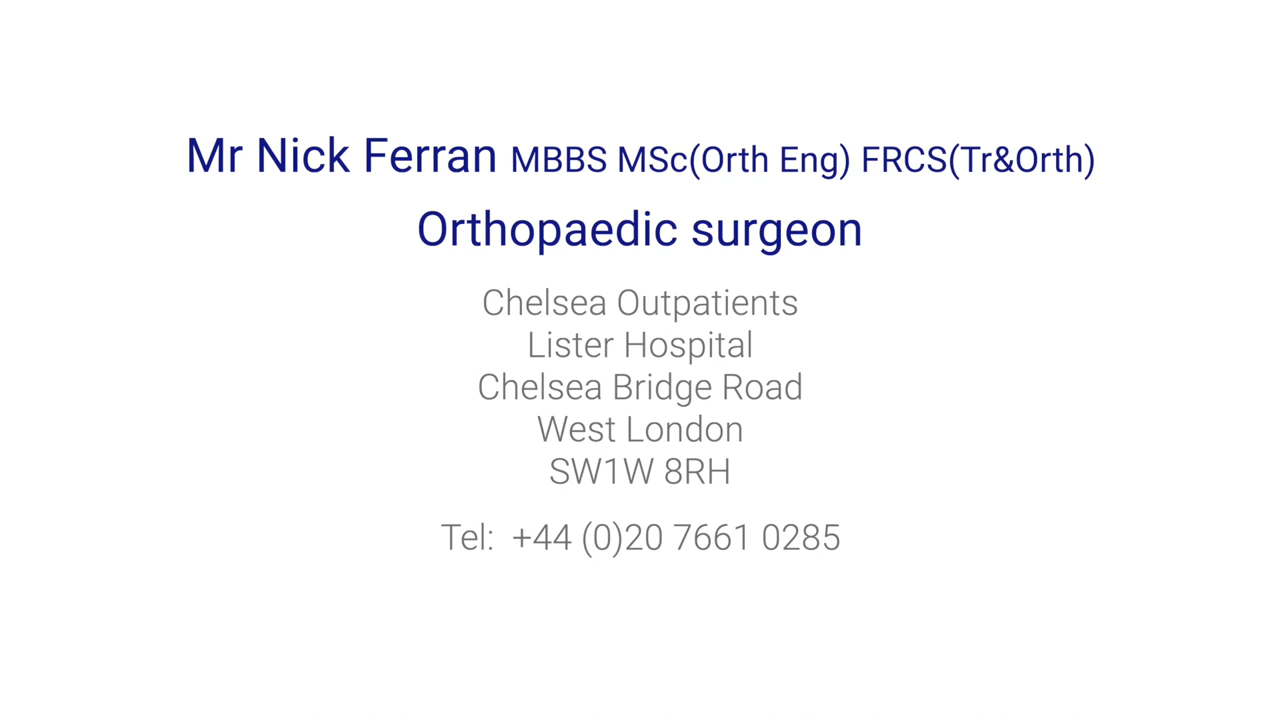 Mr Nick Ferran MBBS MSc(Orth Eng) FRCS(Tr&Orth)
Orthopaedic surgeon
Chelsea Outpatients
Lister Hospital
Chelsea Bridge Road
West London
SW1W 8RH
Tel: +44 (0)20 7661 0285